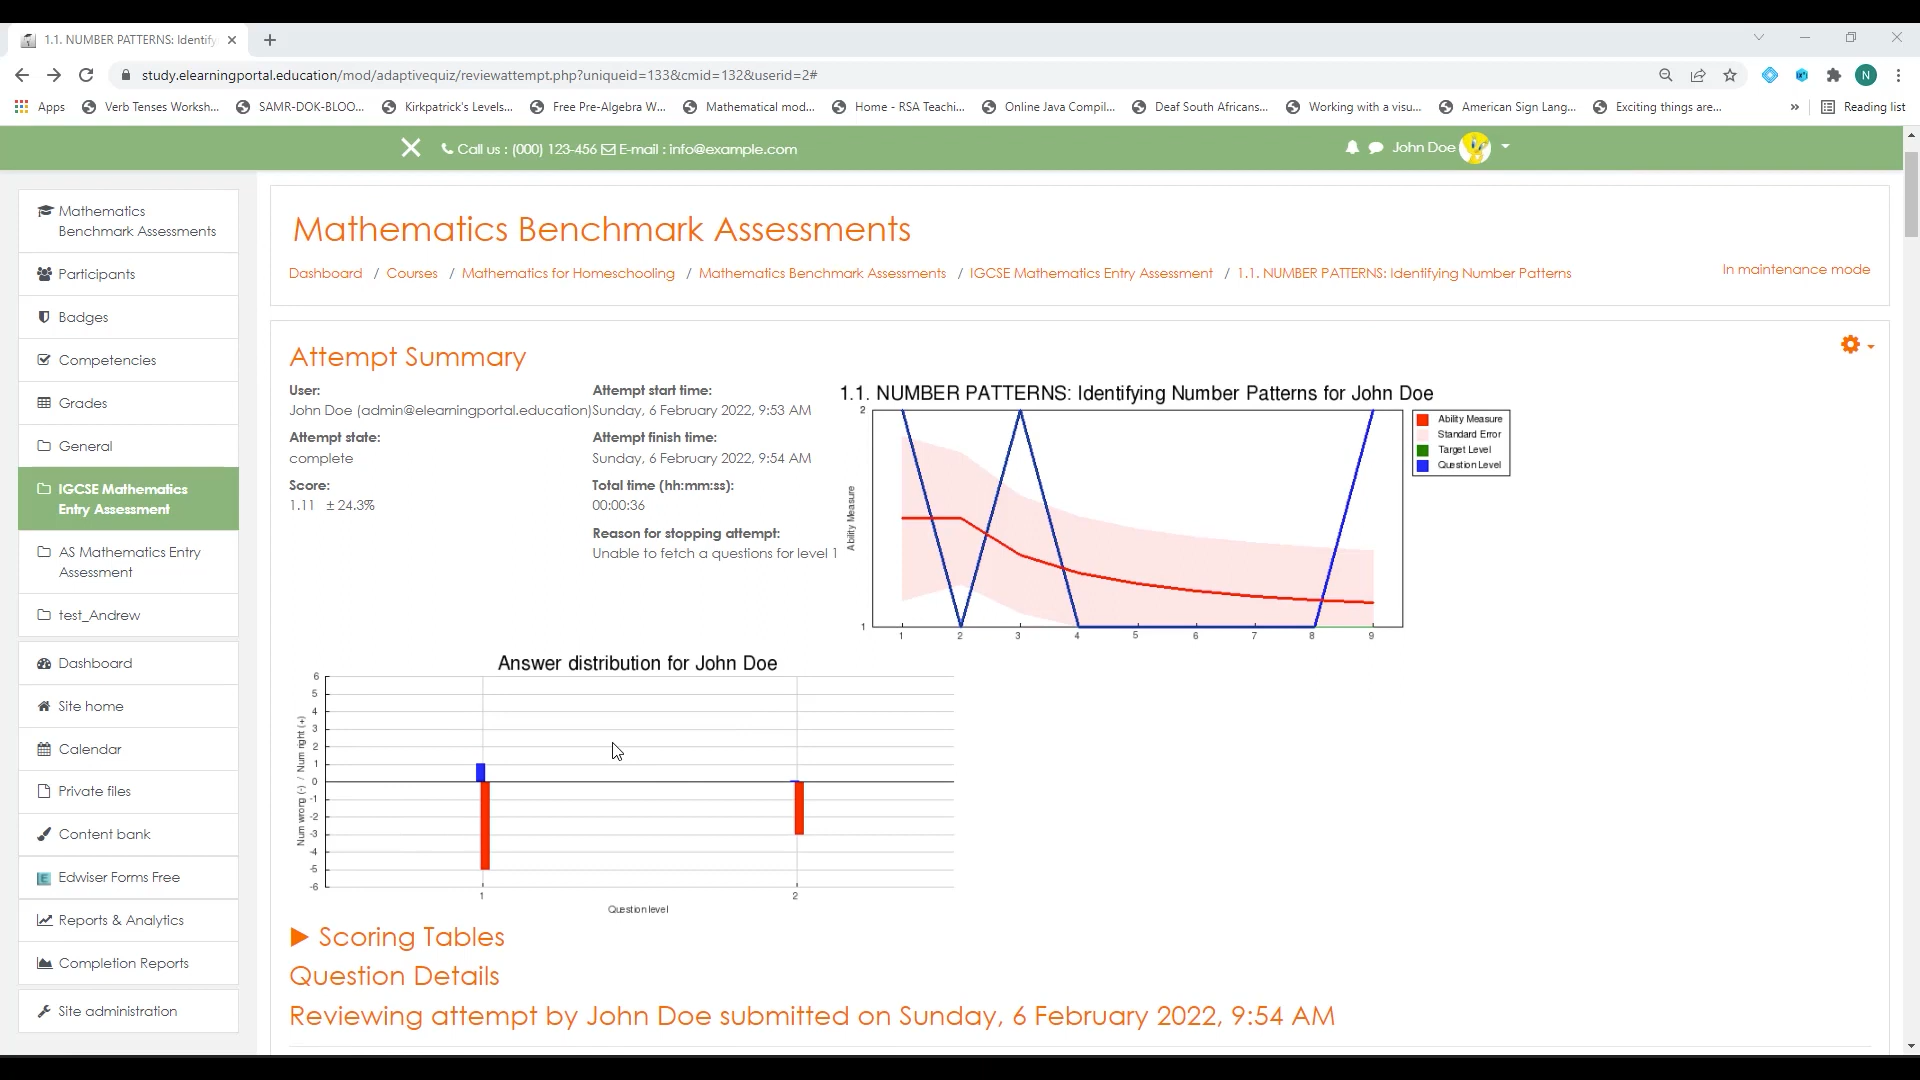 1.1. NUMBER PATTERNS: Identify
study.elearningportal.education/mod/adaptivequiz/reviewattempt.php?uniqueid=133&cmid=132&userid=2#
N
Apps
Verb Tenses Worksh...
SAMR-DOK-BLOO...
Kirkpatrick's Levels...
Free Pre-Algebra W...
Mathematical mod...
Home - RSA Teachi...
Online Java Compil...
Deaf South Africans...
Working with a visu...
American Sign Lang...
Exciting things are...
»
Reading list
Call us : (000) 123-456 E-mail : info@example.com
John Doe
Mathematics
Benchmark Assessments
Participants
Badges
Competencies
Grades
General
IGCSE Mathematics
Entry Assessment
AS Mathematics Entry
Assessment
test_Andrew
Dashboard
Site home
Calendar
Private files
Content bank
Edwiser Forms Free
Reports & Analytics
Completion Reports
Site administration
Mathematics Benchmark Assessments
Dashboard / Courses / Mathematics for Homeschooling / Mathematics Benchmark Assessments / IGCSE Mathematics Entry Assessment / 1.1. NUMBER PATTERNS: Identifying Number Patterns
In maintenance mode
Attempt Summary
User:
John Doe (admin@elearningportal.education)
Attempt state:
complete
Score:
1.11 ± 24.3%
Attempt start time:
Sunday, 6 February 2022, 9:53 AM
Attempt finish time:
Sunday, 6 February 2022, 9:54 AM
Total time (hh:mm:ss):
00:00:36
Reason for stopping attempt:
Unable to fetch a questions for level 1
1.1. NUMBER PATTERNS: Identifying Number Patterns for John Doe
2
1
Ability Measure
1 2 3 4 5 6 7 8 9
Ability Measure
Standard Error
Target Level
Question Level
Answer distribution for John Doe
6
5
4
3
2
1
0
-1
-2
-3
-4
-5
-6
Num wrong (-) / Num right (+)
1 2
Question level
Scoring Tables
Question Details
Reviewing attempt by John Doe submitted on Sunday, 6 February 2022, 9:54 AM